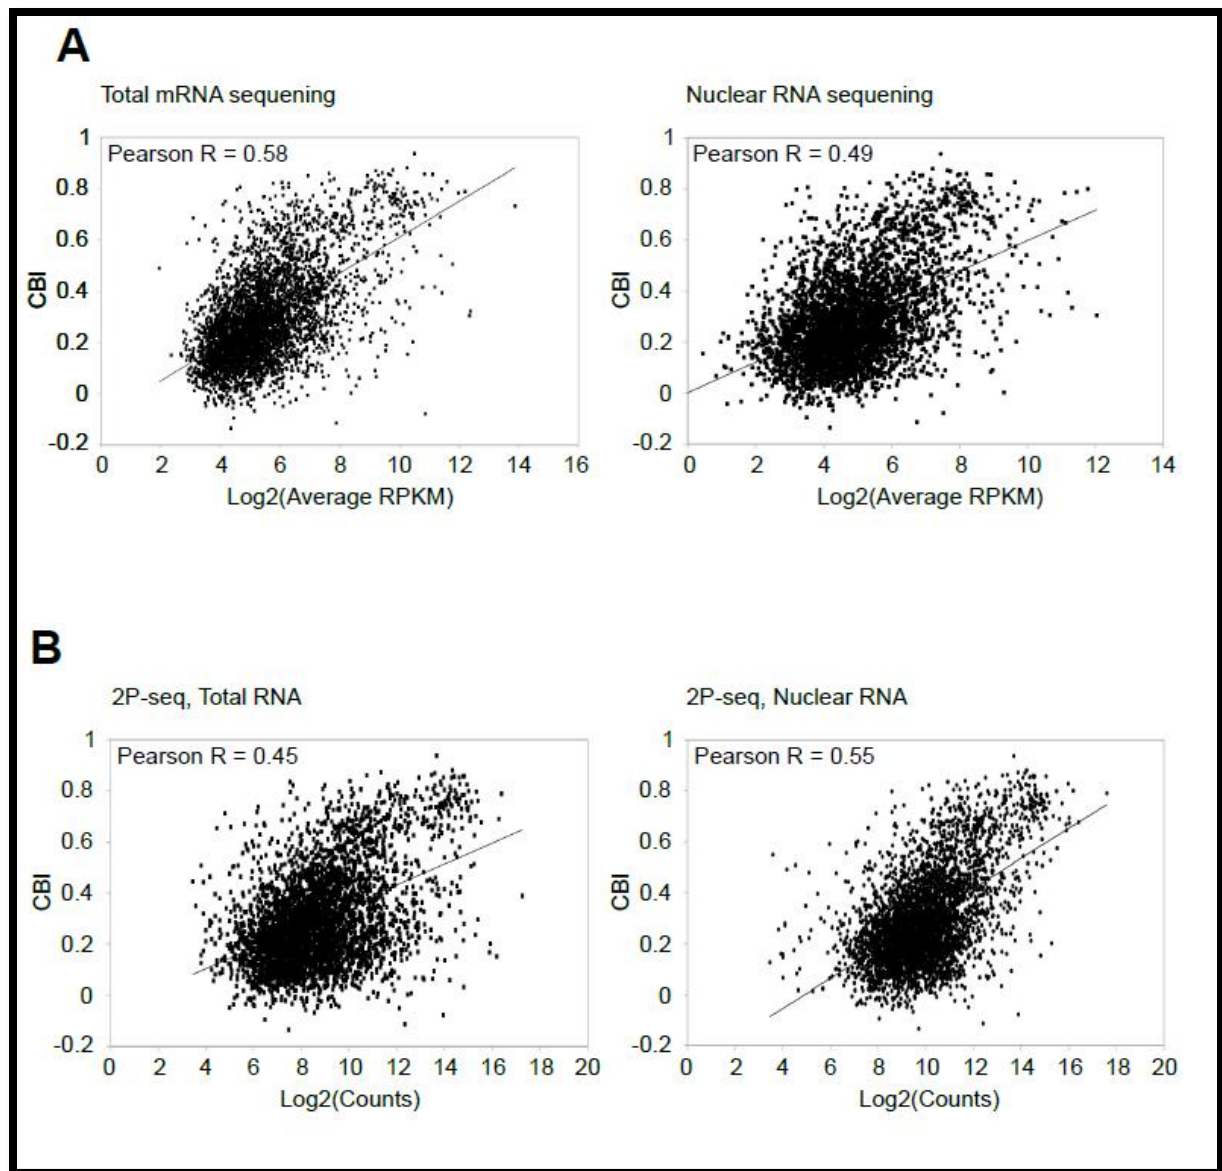 A
Total mRNA sequening
Nuclear RNA sequening
Pearson R = 0.58
Pearson R = 0.49
1
0.8
0.6
0.4
0.2
0
-0.2
CBI
0 2 4 6 8 10 12 14 16
Log2(Average RPKM)
1
0.8
0.6
0.4
0.2
0
-0.2
CBI
0 2 4 6 8 10 12 14
Log2(Average RPKM)
B
2P-seq, Total RNA
2P-seq, Nuclear RNA
Pearson R = 0.45
Pearson R = 0.55
1
0.8
0.6
0.4
0.2
0
-0.2
CBI
0 2 4 6 8 10 12 14 16 18 20
Log2(Counts)
1
0.8
0.6
0.4
0.2
0
-0.2
CBI
0 2 4 6 8 10 12 14 16 18 20
Log2(Counts)